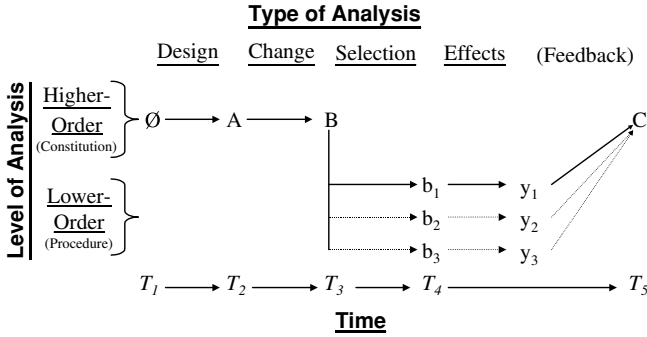 Type of Analysis
Design Change Selection Effects (Feedback)
Level of Analysis
Higher-
Order
(Constitution)
Ø A B C
Lower-
Order
(Procedure)
b1 y1
b2 y2
b3 y3
T1 T2 T3 T4 T5
Time